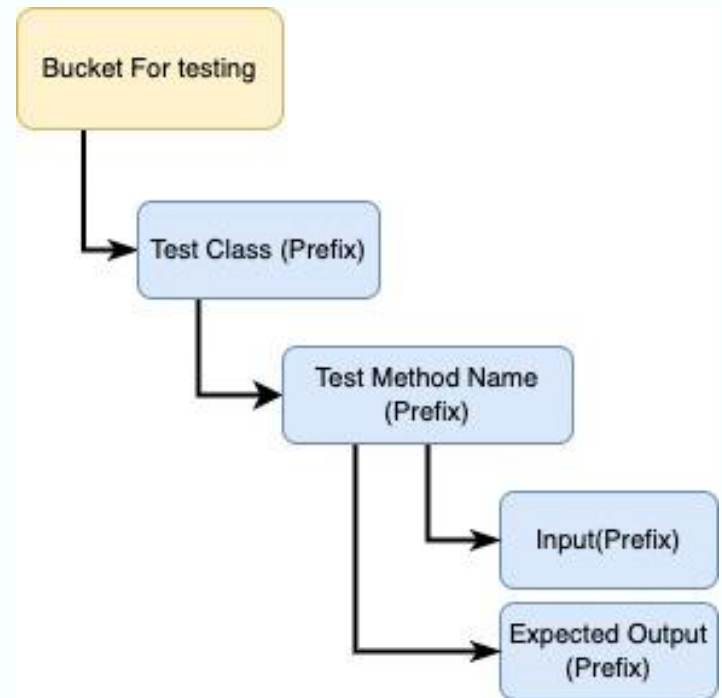 Bucket For testing
Test Class (Prefix)
Test Method Name
(Prefix)
Input(Prefix)
Expected Output
(Prefix)